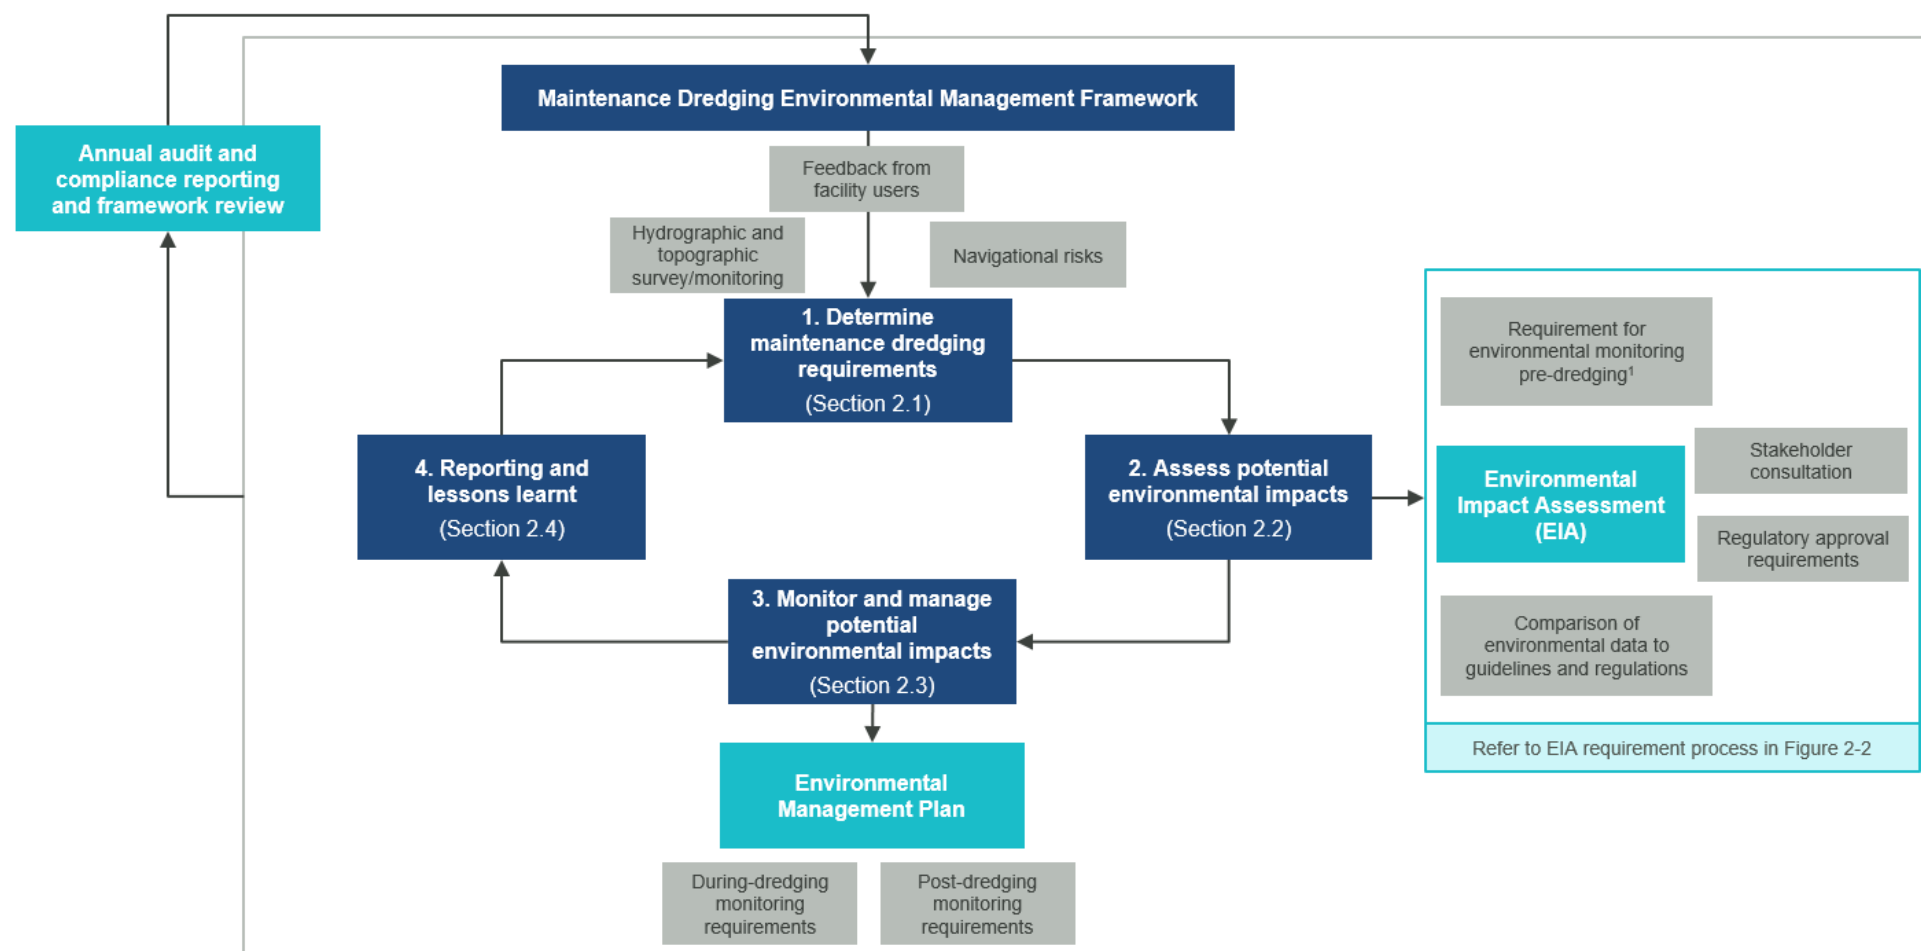 Maintenance Dredging Environmental Management Framework
Annual audit and
compliance reporting
and framework review
Feedback from
facility users
Hydrographic and
topographic
survey/monitoring
Navigational risks
1. Determine
maintenance dredging
requirements
(Section 2.1)
Requirement for
environmental monitoring
pre-dredging¹
4. Reporting and
lessons learnt
(Section 2.4)
2. Assess potential
environmental impacts
(Section 2.2)
Environmental
Impact Assessment
(EIA)
Stakeholder
consultation
Regulatory approval
requirements
3. Monitor and manage
potential
environmental impacts
(Section 2.3)
Comparison of
environmental data to
guidelines and regulations
Refer to EIA requirement process in Figure 2-2
Environmental
Management Plan
During-dredging
monitoring
requirements
Post-dredging
monitoring
requirements